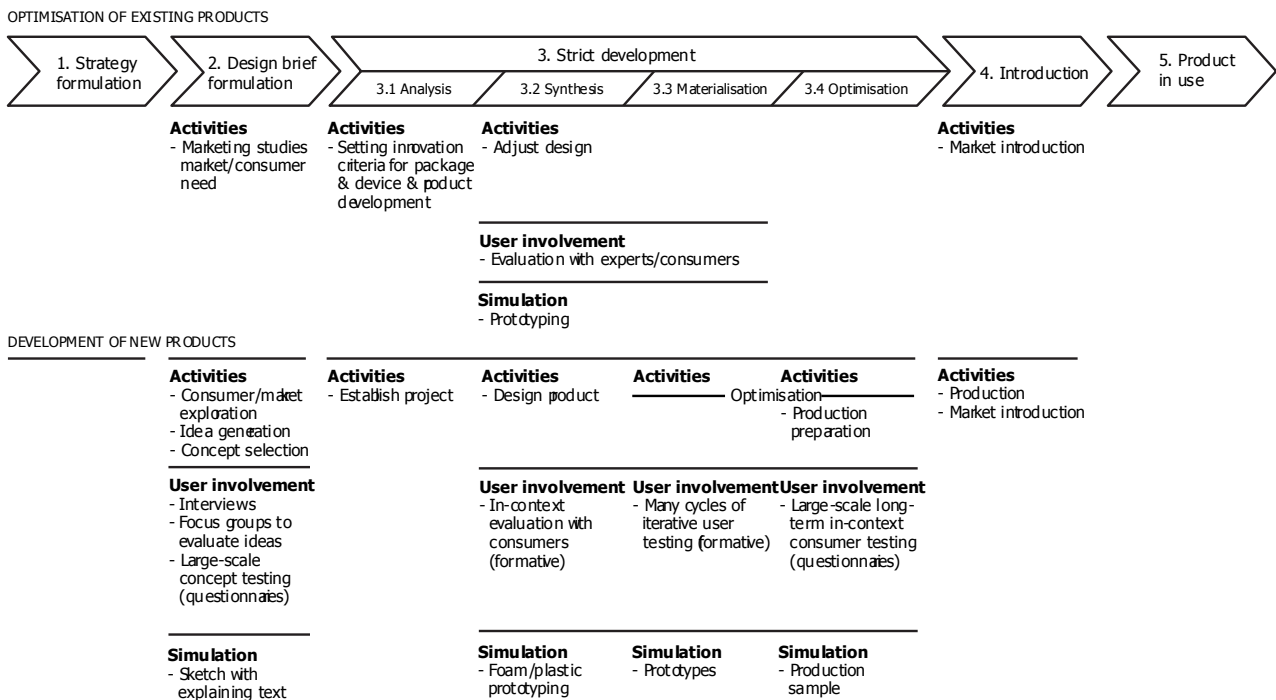 OPTIMISATION OF EXISTING PRODUCTS
1. Strategy
formulation
2. Design brief
formulation
3. Strict development
3.1 Analysis
3.2 Synthesis
3.3 Materialisation
3.4 Optimisation
4. Introduction
5. Product
in use
Activities
- Marketing studies
market/consumer
need
Activities
- Setting innovation
criteria for package
& device & product
development
Activities
- Adjust design
Activities
- Market introduction
User involvement
- Evaluation with experts/consumers
Simulation
- Prototyping
DEVELOPMENT OF NEW PRODUCTS
Activities
- Consumer/market
exploration
- Idea generation
- Concept selection
Activities
- Establish project
Activities
- Design product
Activities
Activities
Optimisation
- Production
preparation
Activities
- Production
- Market introduction
User involvement
- Interviews
- Focus groups to
evaluate ideas
- Large-scale
concept testing
(questionnaries)
User involvement
- In-context
evaluation with
consumers
(formative)
User involvement
- Many cycles of
iterative user
testing (formative)
User involvement
- Large-scale long-
term in-context
consumer testing
(questionnaries)
Simulation
- Sketch with
explaining text
Simulation
- Foam/plastic
prototyping
Simulation
- Prototypes
Simulation
- Production
sample